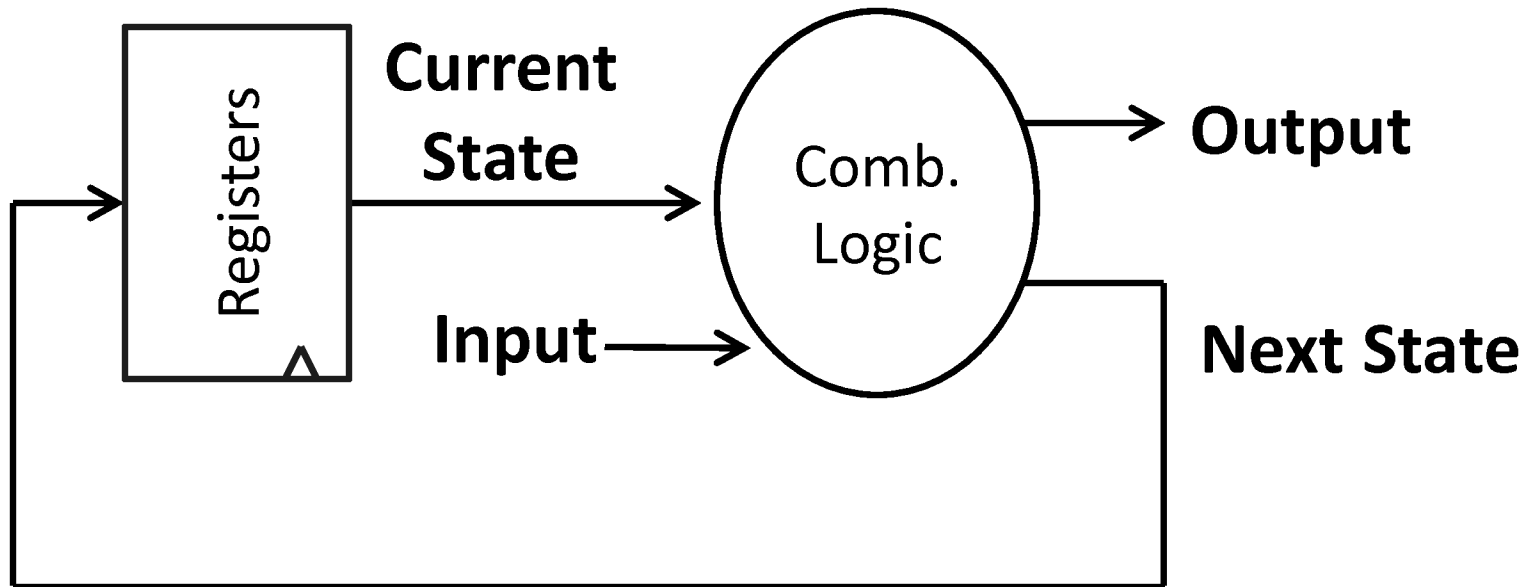 Registers
Current
State
Input
Comb.
Logic
Output
Next State